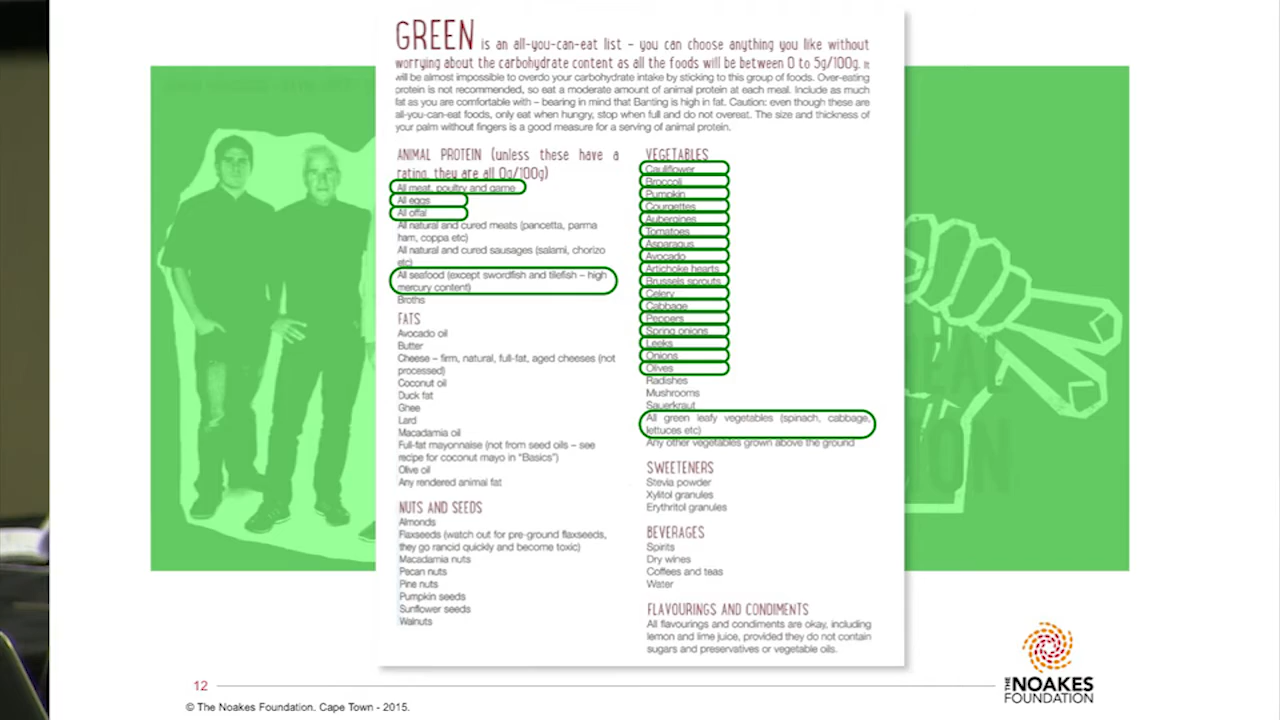 GREEN is an all-you-can-eat list – you can choose anything you like without
worrying about the carbohydrate content as all the foods will be between 0 to 5g/100g. It
will be almost impossible to overdo your carbohydrate intake by sticking to this group of foods. Over-eating
protein is not recommended, so eat a moderate amount of animal protein at each meal. Include as much
fat as you are comfortable with – bearing in mind that Banting is high in fat. Caution: even though these are
all-you-can-eat foods, only eat when hungry, stop when full and do not overeat. The size and thickness of
your palm without fingers is a good measure for a serving of animal protein.
ANIMAL PROTEIN (unless these have a
rating, they are all 0g/100g)
All meat, poultry and game
All eggs
All offal
All natural and cured meats (pancetta, parma
ham, coppa etc)
All natural and cured sausages (salami, chorizo
etc)
All seafood (except swordfish and tilefish – high
mercury content)
Broths
FATS
Avocado oil
Butter
Cheese – firm, natural, full-fat, aged cheeses (not
processed)
Coconut oil
Duck fat
Ghee
Lard
Macadamia oil
Full-fat mayonnaise (not from seed oils – see
recipe for coconut mayo in “Basics”)
Olive oil
Any rendered animal fat
NUTS AND SEEDS
Almonds
Flaxseeds (watch out for pre-ground flaxseeds,
they go rancid quickly and become toxic)
Macadamia nuts
Pecan nuts
Pine nuts
Pumpkin seeds
Sunflower seeds
Walnuts
VEGETABLES
Cauliflower
Broccoli
Pumpkin
Courgettes
Aubergines
Tomatoes
Asparagus
Avocado
Artichoke hearts
Brussels sprouts
Celery
Cabbage
Peppers
Spring onions
Leeks
Onions
Olives
Radishes
Mushrooms
Sauerkraut
All green leafy vegetables (spinach, cabbage,
lettuces etc)
Any other vegetables grown above the ground
SWEETENERS
Stevia powder
Xylitol granules
Erythritol granules
BEVERAGES
Spirits
Dry wines
Coffees and teas
Water
FLAVOURINGS AND CONDIMENTS
All flavourings and condiments are okay, including
lemon and lime juice, provided they do not contain
sugars and preservatives or vegetable oils.
THE NOAKES
FOUNDATION
12
© The Noakes Foundation. Cape Town - 2015.